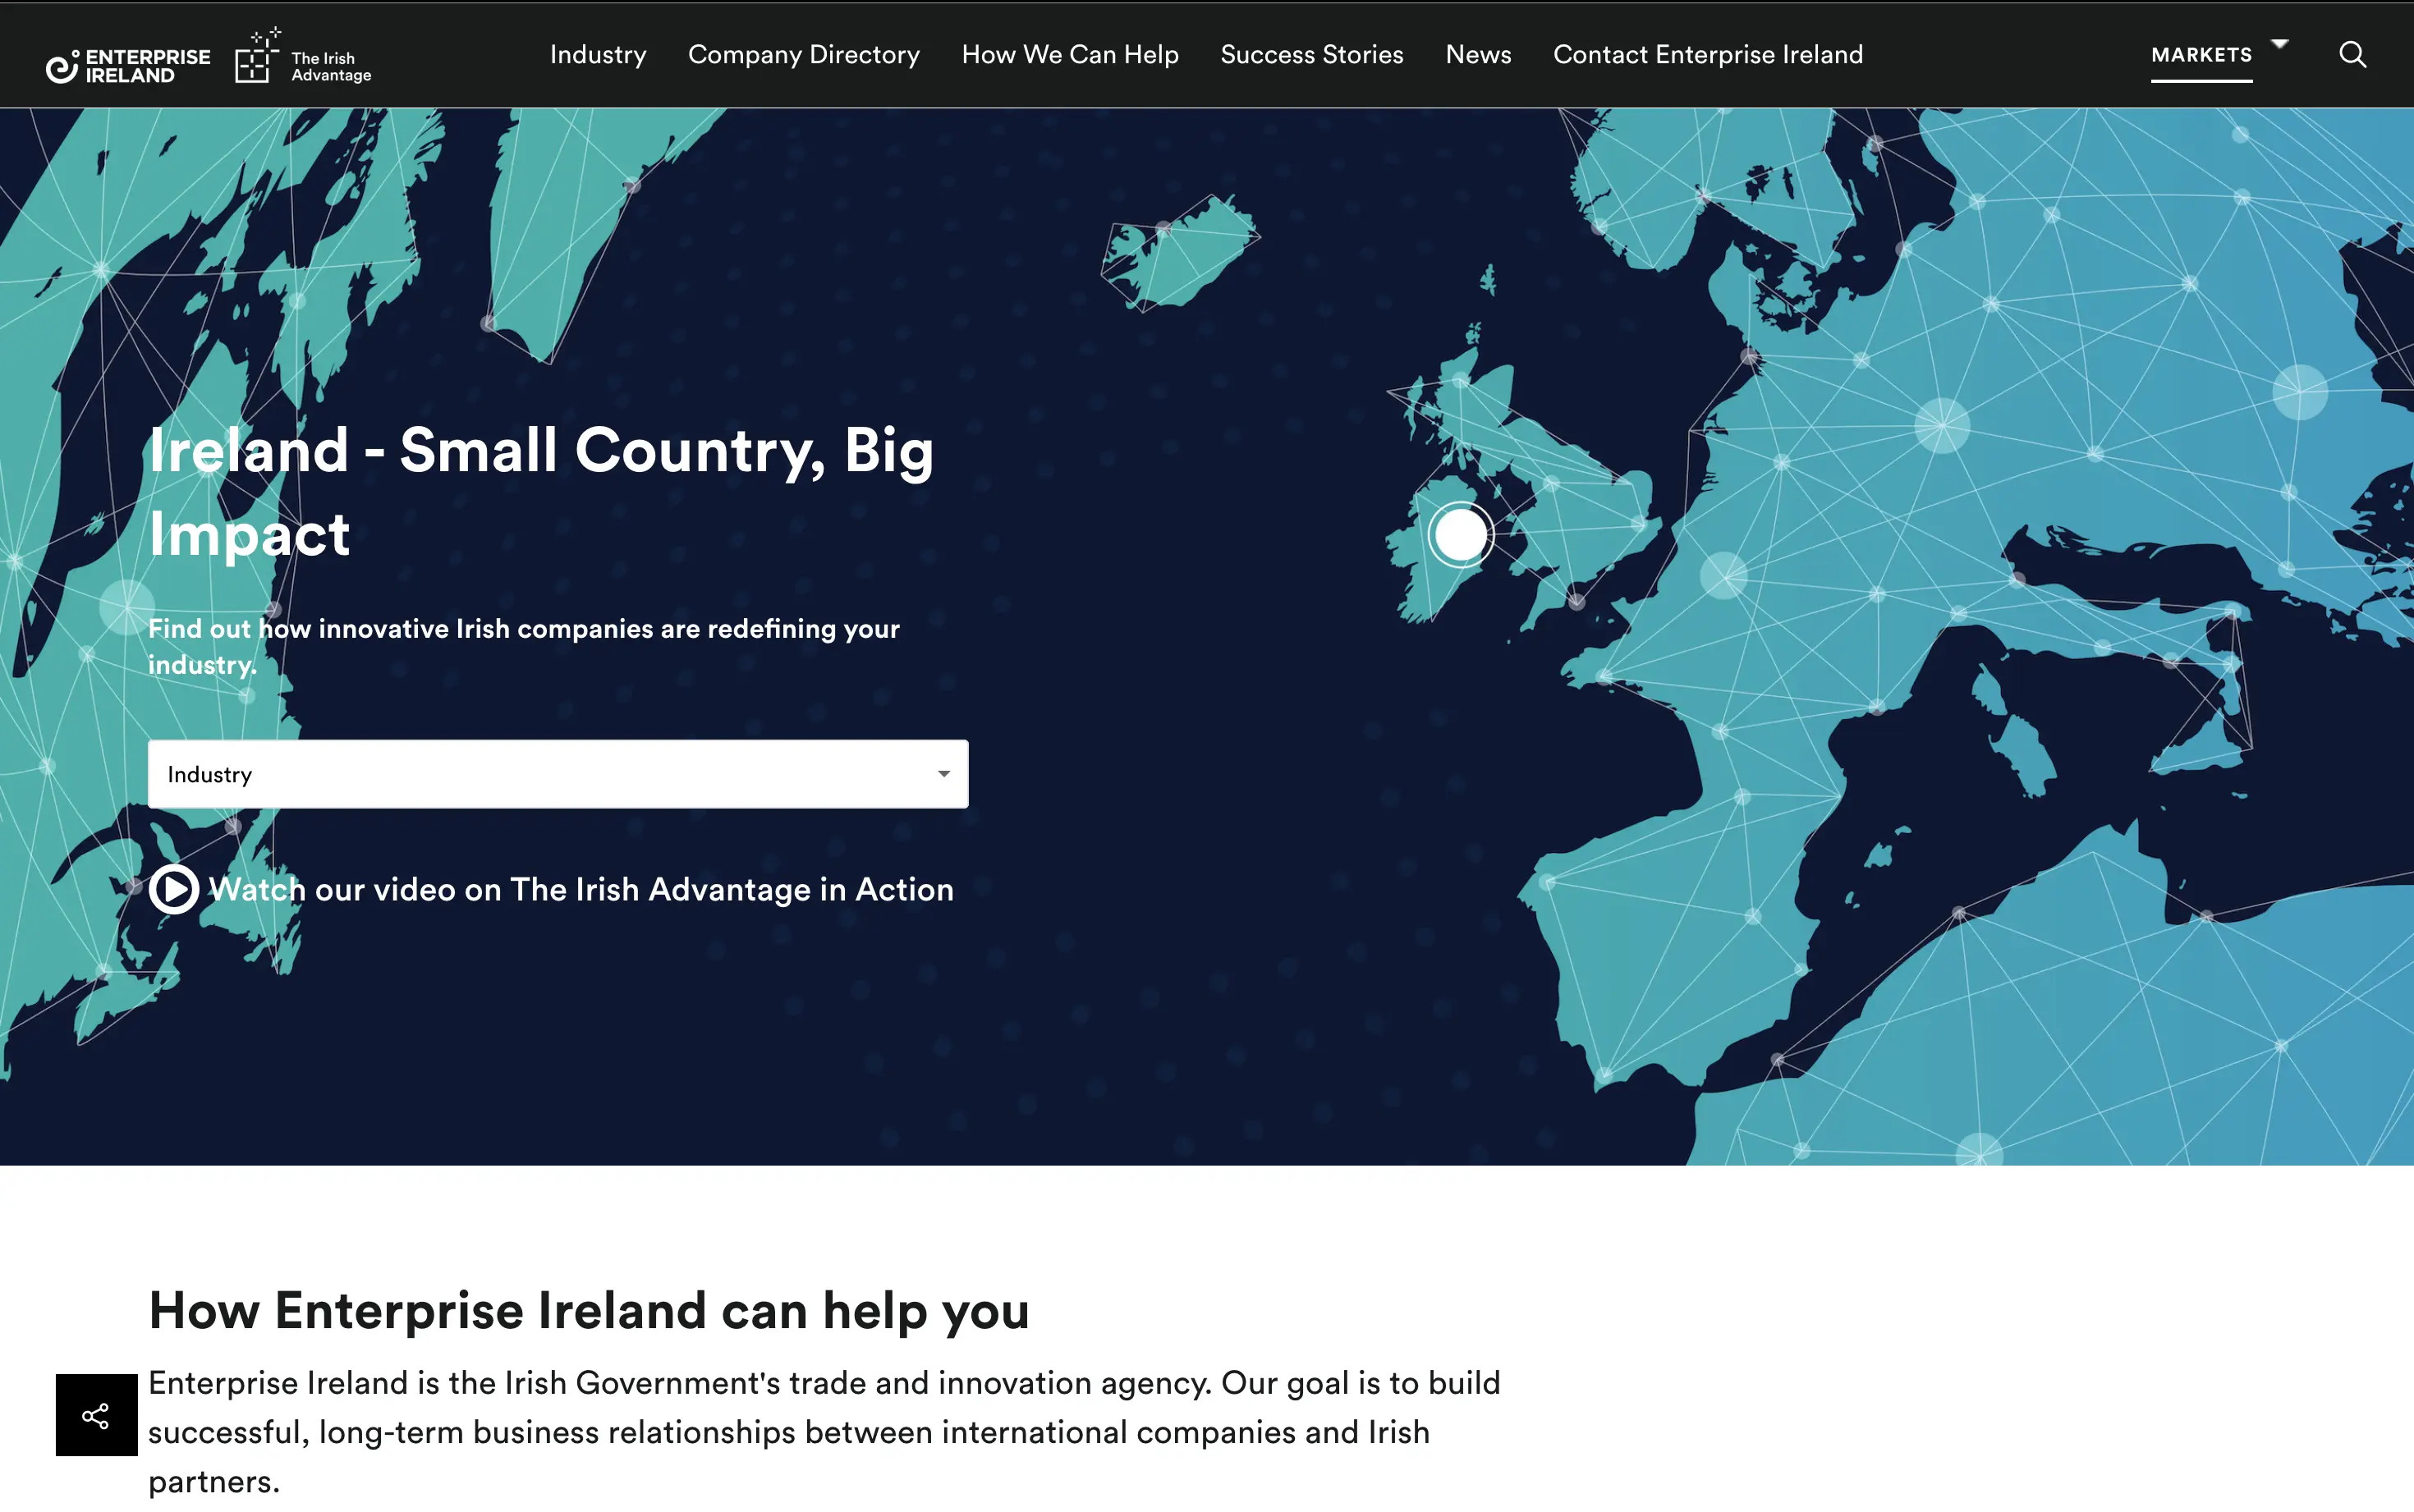 ENTERPRISE
IRELAND
The Irish
Advantage
Industry
Company Directory
How We Can Help
Success Stories
News
Contact Enterprise Ireland
MARKETS
Ireland - Small Country, Big
Impact
Find out how innovative Irish companies are redefining your
industry.
Industry
Watch our video on The Irish Advantage in Action
How Enterprise Ireland can help you
Enterprise Ireland is the Irish Government's trade and innovation agency. Our goal is to build
successful, long-term business relationships between international companies and Irish
partners.